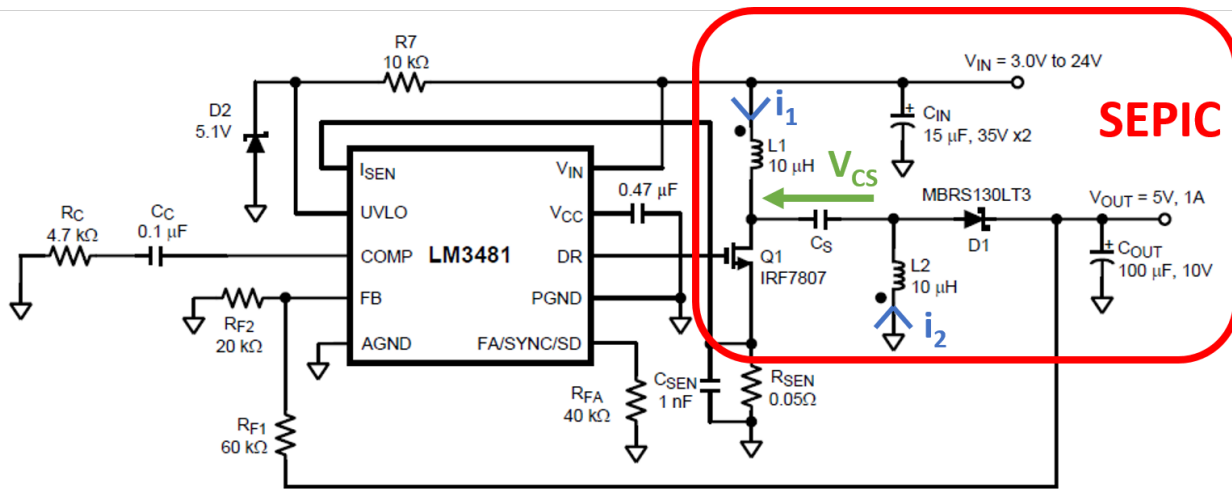 R7
10 kΩ
VIN = 3.0V to 24V
D2
5.1V
i1
+
CIN
15 μF, 35V x2
SEPIC
L1
10 μH
ISEN
VIN
VCS
0.47 μF
MBRS130LT3
VOUT = 5V, 1A
RC
4.7 kΩ
CC
0.1 μF
UVLO
VCC
CS
D1
COMP
LM3481
DR
Q1
IRF7807
L2
10 μH
+
COUT
100 μF, 10V
FB
PGND
RF2
20 kΩ
i2
AGND
FA/SYNC/SD
RF1
60 kΩ
RFA
40 kΩ
CSEN
1 nF
RSEN
0.05Ω